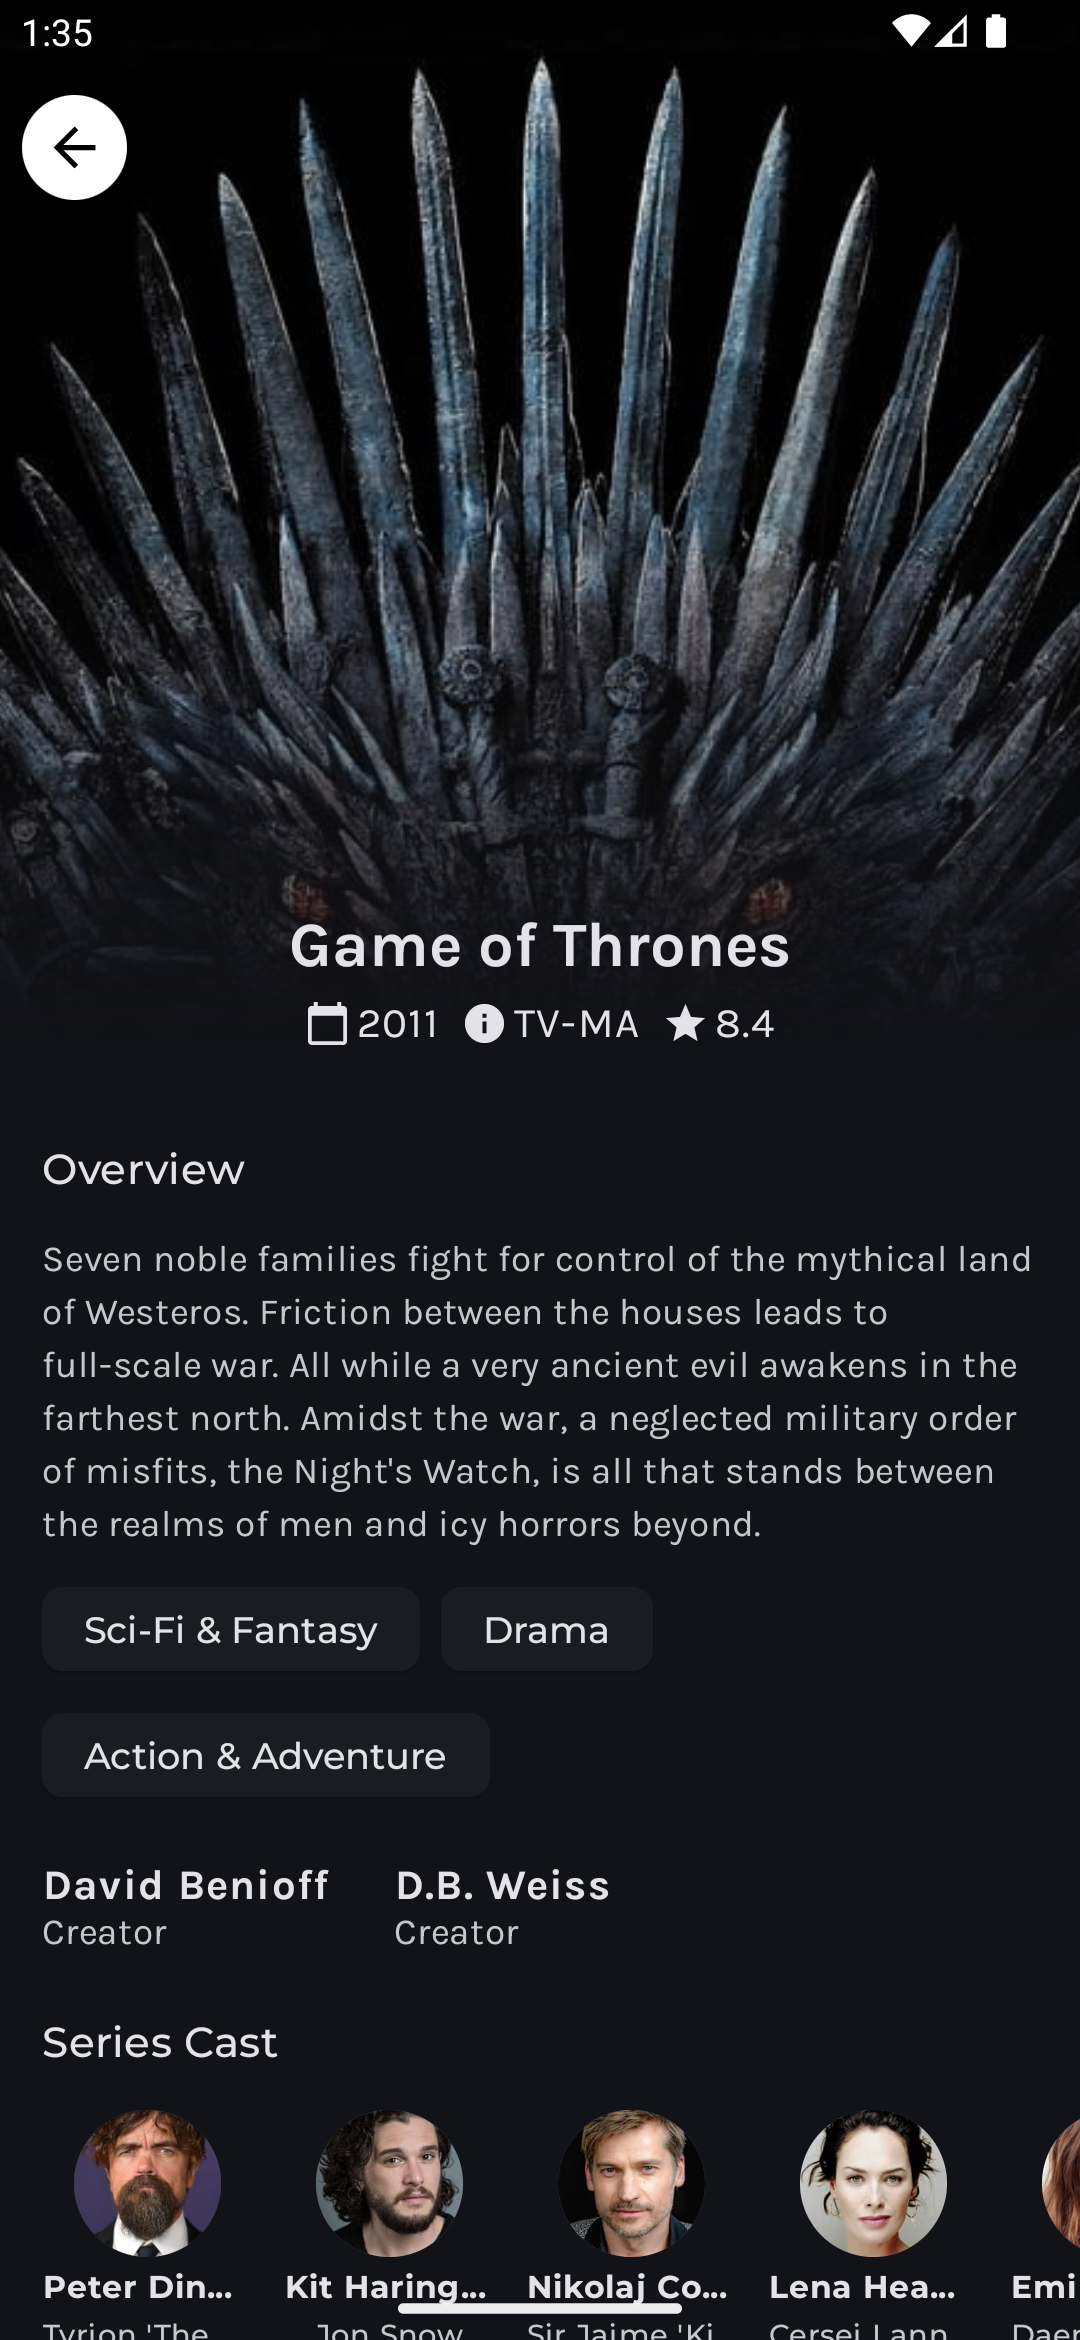 1:35
Game of Thrones
2011 TV-MA 8.4
Overview
Seven noble families fight for control of the mythical land
of Westeros. Friction between the houses leads to
full-scale war. All while a very ancient evil awakens in the
farthest north. Amidst the war, a neglected military order
of misfits, the Night's Watch, is all that stands between
the realms of men and icy horrors beyond.
Sci-Fi & Fantasy Drama
Action & Adventure
David Benioff D.B. Weiss
Creator Creator
Series Cast
Peter Din... Kit Haring... Nikolaj Co... Lena Hea... Emi
Tyrion 'The Jon Snow Sir Jaime 'Ki Cersei Lann Daer